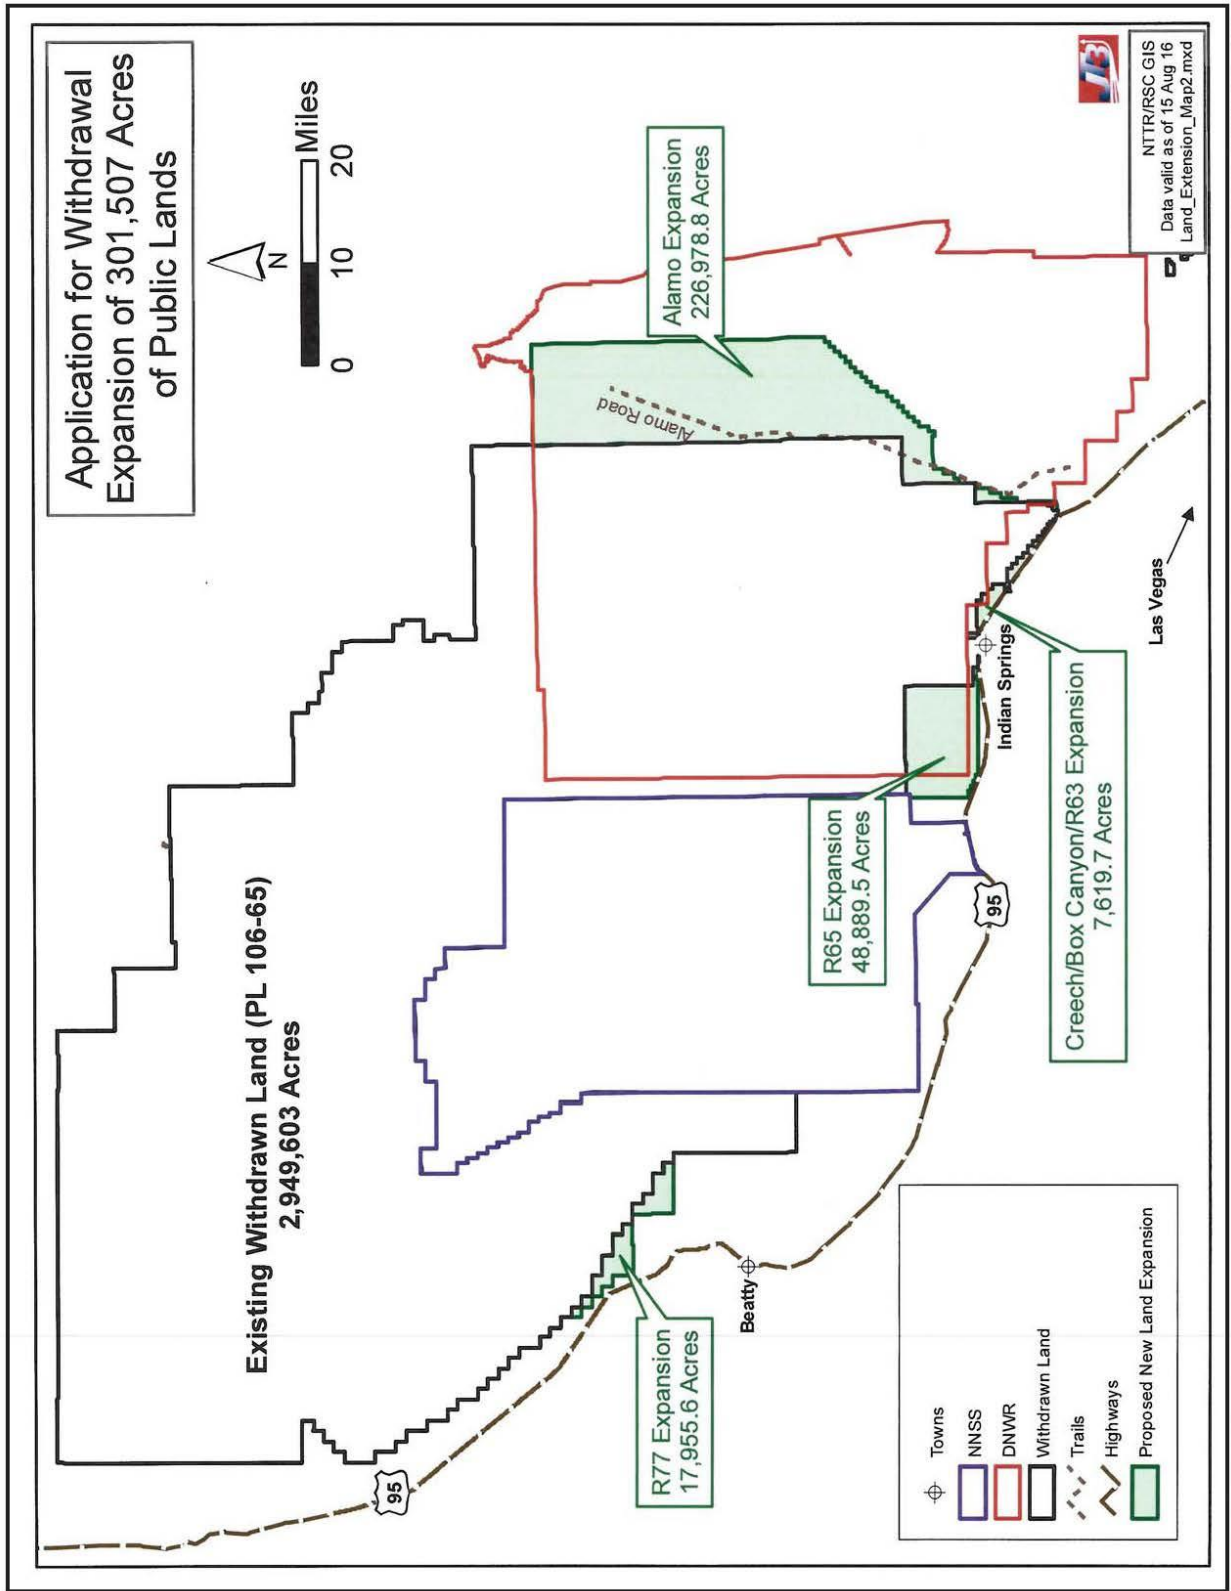 Application for Withdrawal
Expansion of 301,507 Acres
of Public Lands
N
0 10 20 Miles
Existing Withdrawn Land (PL 106-65)
2,949,603 Acres
Alamo Expansion
226,978.8 Acres
Alamo Road
R65 Expansion
48,889.5 Acres
R77 Expansion
17,955.6 Acres
Creech/Box Canyon/R63 Expansion
7,619.7 Acres
Indian Springs
Las Vegas
Beatty
95
95
Towns
NNSS
DNWR
Withdrawn Land
Trails
Highways
Proposed New Land Expansion
JB
NTTR/RSC GIS
Data valid as of 15 Aug 16
Land_Extension_Map2.mxd